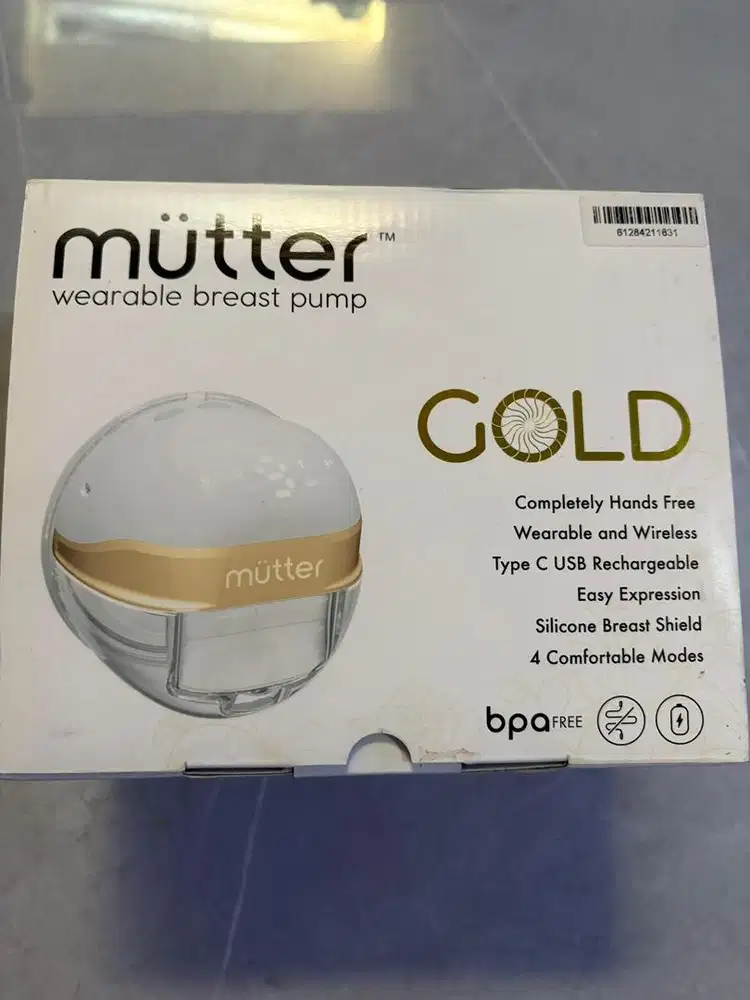 mütter™
wearable breast pump
61284211631
GOLD
Completely Hands Free
Wearable and Wireless
Type C USB Rechargeable
Easy Expression
Silicone Breast Shield
4 Comfortable Modes
mütter
bpa FREE